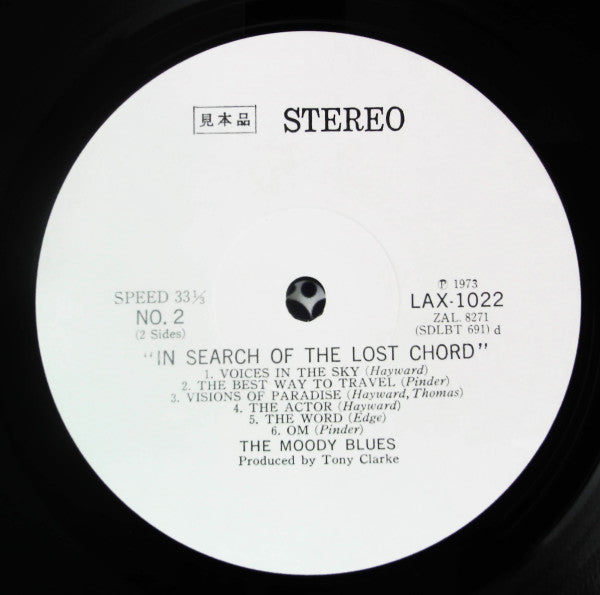 見本品 STEREO
SPEED 33⅓
NO. 2
(2 Sides)
Ⓟ 1973
LAX-1022
ZAL. 8271
(SDLBT 691) d
"IN SEARCH OF THE LOST CHORD"
1. VOICES IN THE SKY (Hayward)
2. THE BEST WAY TO TRAVEL (Pinder)
3. VISIONS OF PARADISE (Hayward, Thomas)
4. THE ACTOR (Hayward)
5. THE WORD (Edge)
6. OM (Pinder)
THE MOODY BLUES
Produced by Tony Clarke